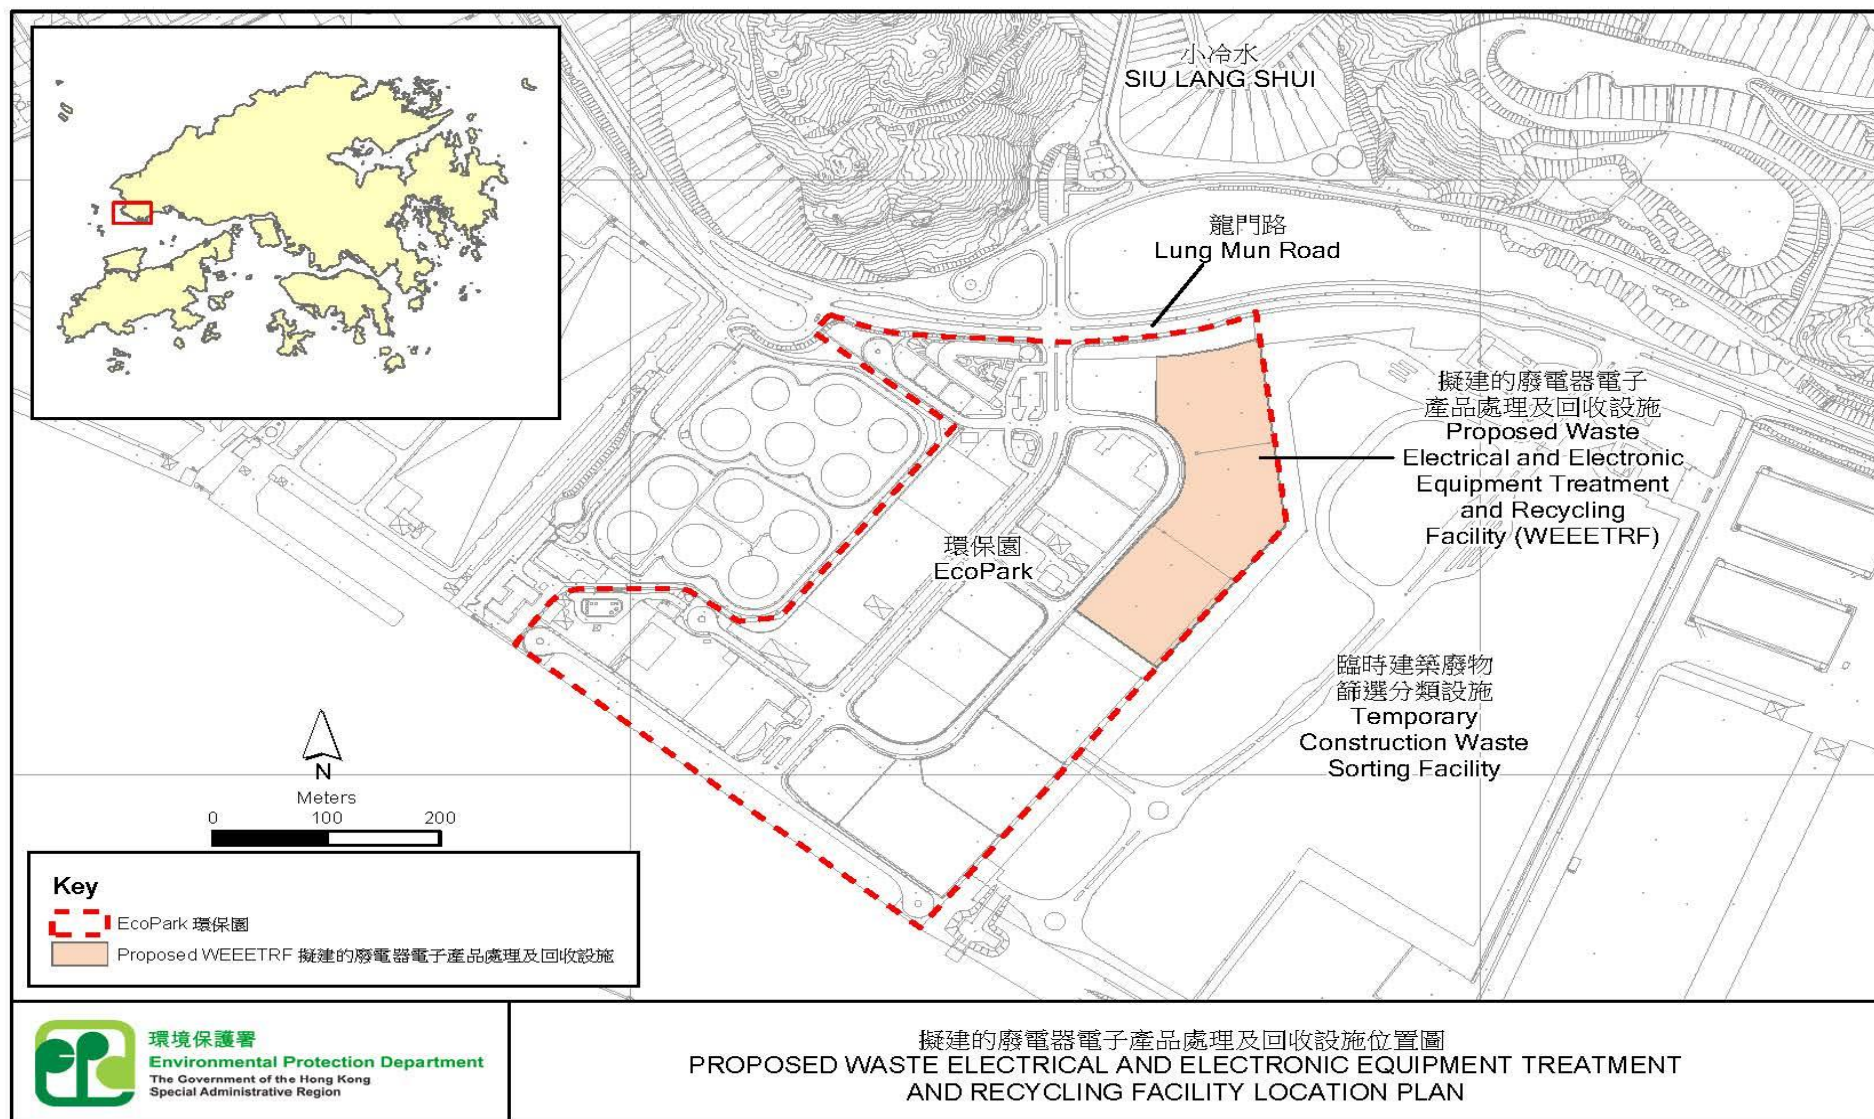 小冷水
SIU LANG SHUI
龍門路
Lung Mun Road
擬建的廢電器電子
產品處理及回收設施
Proposed Waste
Electrical and Electronic
Equipment Treatment
and Recycling
Facility (WEEETRF)
環保園
EcoPark
臨時建築廢物
篩選分類設施
Temporary
Construction Waste
Sorting Facility
N
Meters
0 100 200
Key
EcoPark 環保園
Proposed WEEETRF 擬建的廢電器電子產品處理及回收設施
環境保護署
Environmental Protection Department
The Government of the Hong Kong
Special Administrative Region
擬建的廢電器電子產品處理及回收設施位置圖
PROPOSED WASTE ELECTRICAL AND ELECTRONIC EQUIPMENT TREATMENT
AND RECYCLING FACILITY LOCATION PLAN